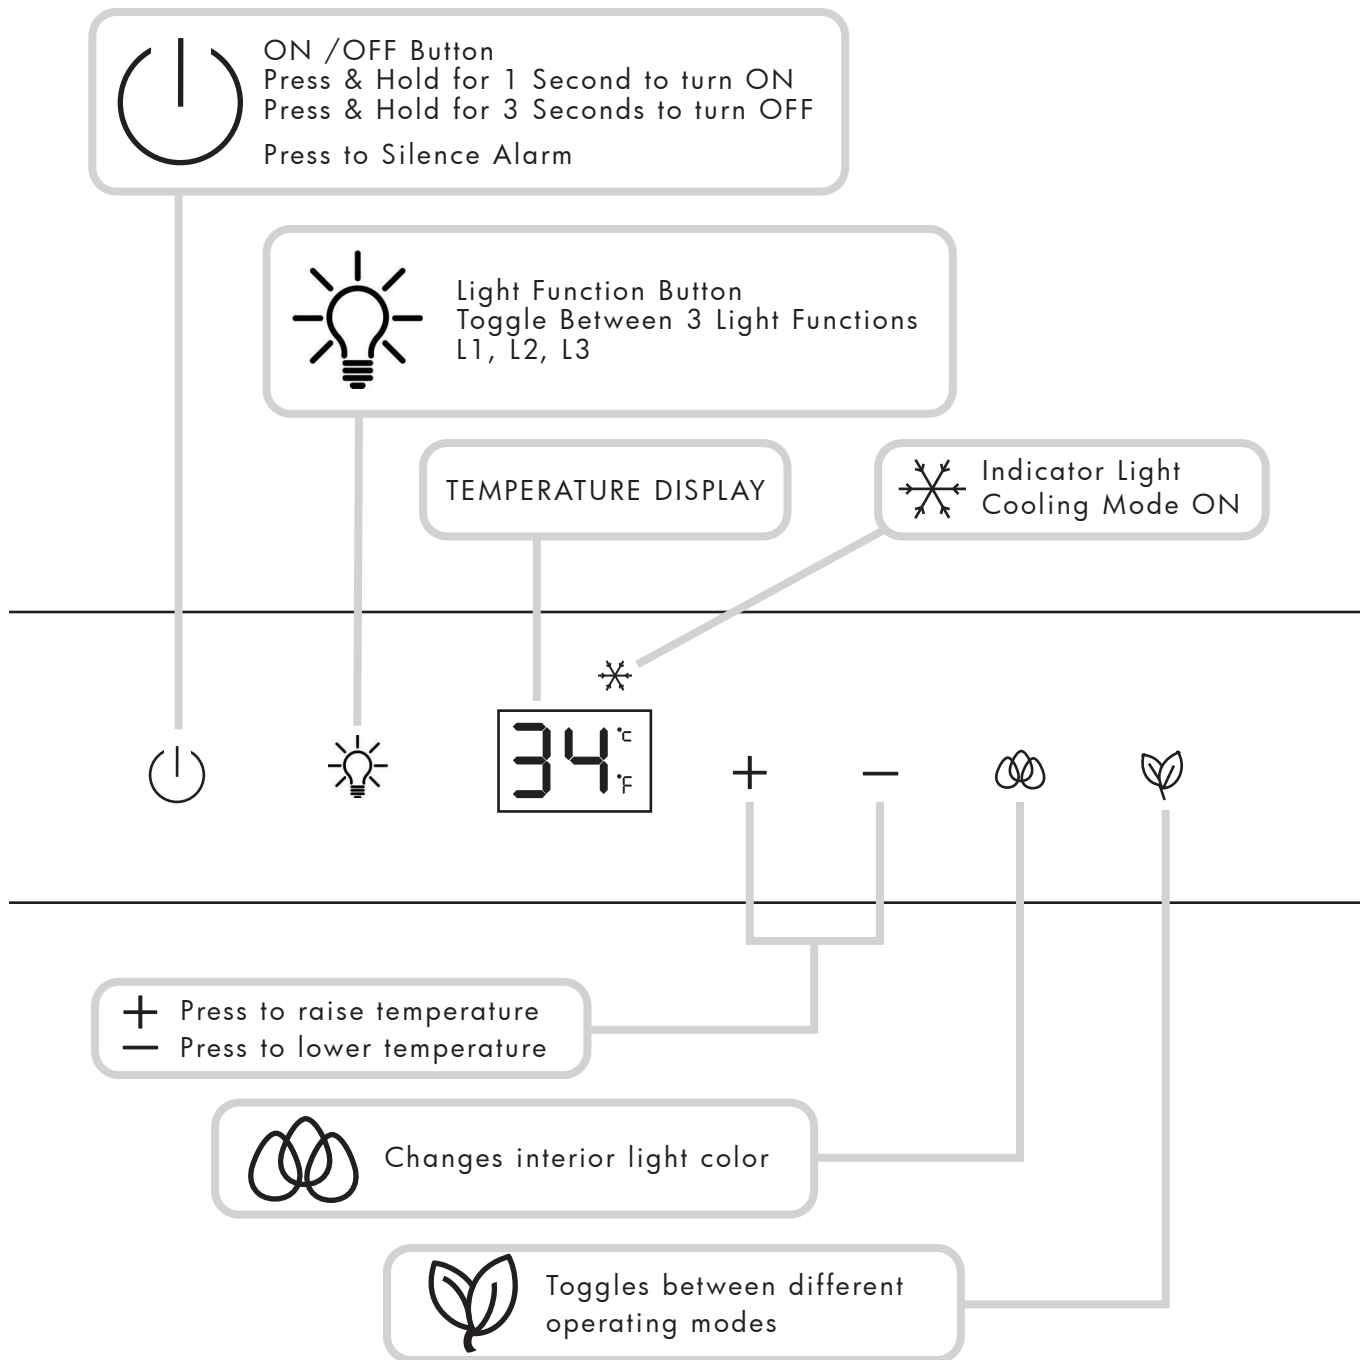 ON /OFF Button
Press & Hold for 1 Second to turn ON
Press & Hold for 3 Seconds to turn OFF
Press to Silence Alarm
Light Function Button
Toggle Between 3 Light Functions
L1, L2, L3
TEMPERATURE DISPLAY
Indicator Light
Cooling Mode ON
34 °C
°F
+ −
+ Press to raise temperature
− Press to lower temperature
Changes interior light color
Toggles between different
operating modes